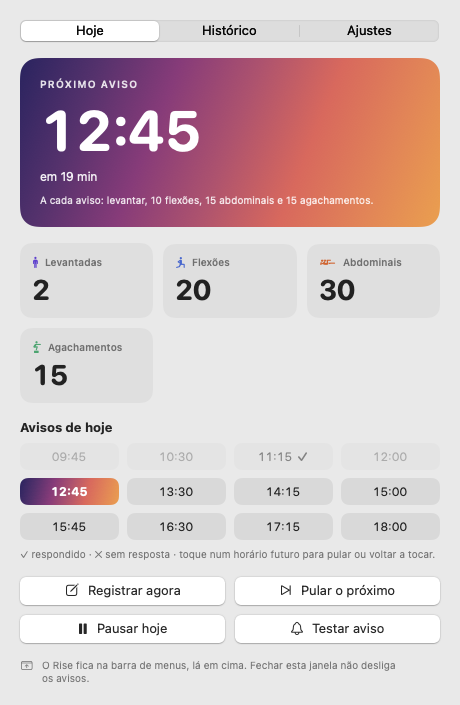 Hoje Histórico Ajustes
PRÓXIMO AVISO
12:45
em 19 min
A cada aviso: levantar, 10 flexões, 15 abdominais e 15 agachamentos.
Levantadas Flexões Abdominais
2 20 30
Agachamentos
15
Avisos de hoje
09:45 10:30 11:15 ✓ 12:00
12:45 13:30 14:15 15:00
15:45 16:30 17:15 18:00
✓ respondido · ✕ sem resposta · toque num horário futuro para pular ou voltar a tocar.
Registrar agora Pular o próximo
Pausar hoje Testar aviso
O Rise fica na barra de menus, lá em cima. Fechar esta janela não desliga
os avisos.